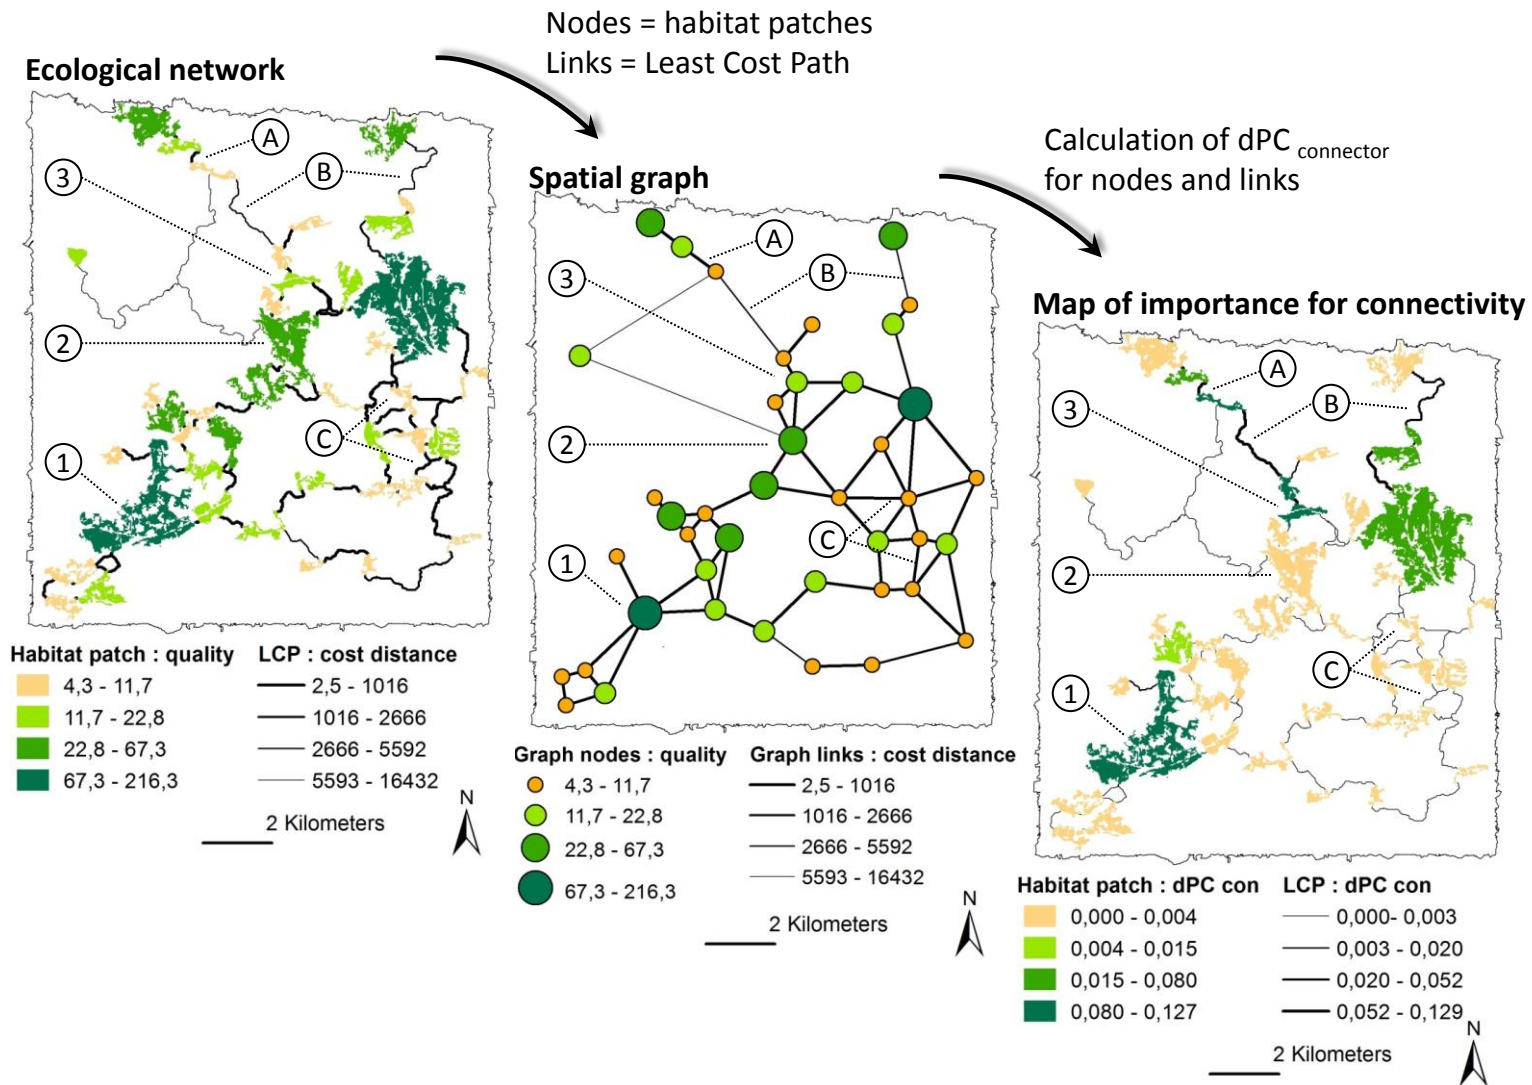 Nodes = habitat patches
Links = Least Cost Path
Ecological network
A
B
3
2
C
1
Habitat patch : quality
4,3 - 11,7
11,7 - 22,8
22,8 - 67,3
67,3 - 216,3
LCP : cost distance
2,5 - 1016
1016 - 2666
2666 - 5592
5593 - 16432
2 Kilometers
N
Spatial graph
A
B
3
2
C
1
Graph nodes : quality
4,3 - 11,7
11,7 - 22,8
22,8 - 67,3
67,3 - 216,3
Graph links : cost distance
2,5 - 1016
1016 - 2666
2666 - 5592
5593 - 16432
2 Kilometers
N
Calculation of dPC connector
for nodes and links
Map of importance for connectivity
A
B
3
2
C
1
Habitat patch : dPC con
0,000 - 0,004
0,004 - 0,015
0,015 - 0,080
0,080 - 0,127
LCP : dPC con
0,000- 0,003
0,003 - 0,020
0,020 - 0,052
0,052 - 0,129
2 Kilometers
N